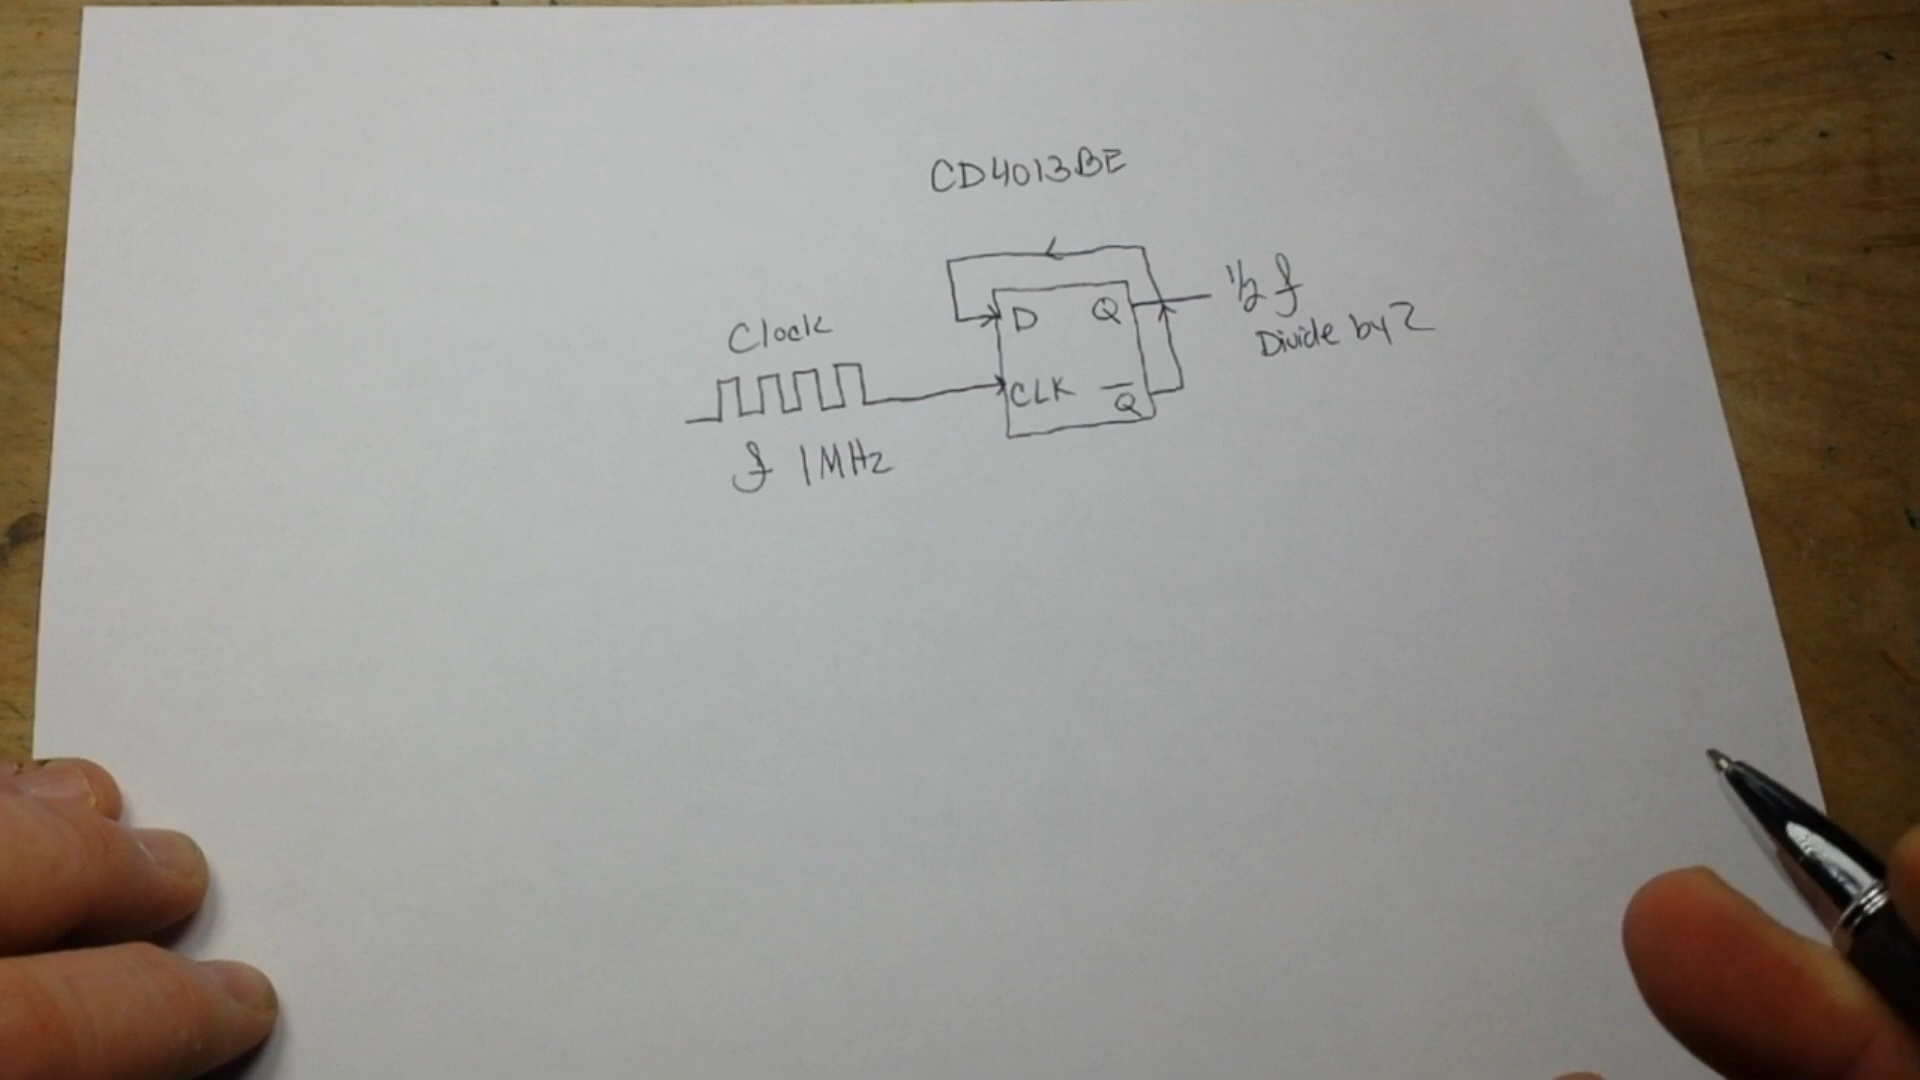 CD4013BE
Clock
D Q
½ f
Divide by 2
CLK Q̅
f 1MHz